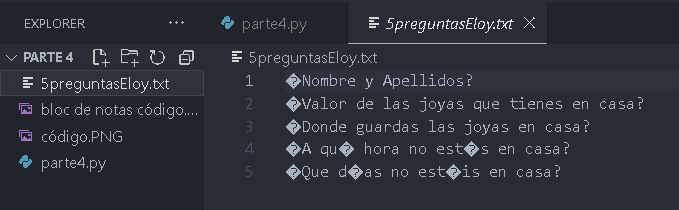 EXPLORER
PARTE 4
5preguntasEloy.txt
bloc de notas código....
código.PNG
parte4.py
parte4.py
5preguntasEloy.txt
5preguntasEloy.txt
1 �Nombre y Apellidos?
2 �Valor de las joyas que tienes en casa?
3 �Donde guardas las joyas en casa?
4 �A qu� hora no est�s en casa?
5 �Que d�as no est�is en casa?